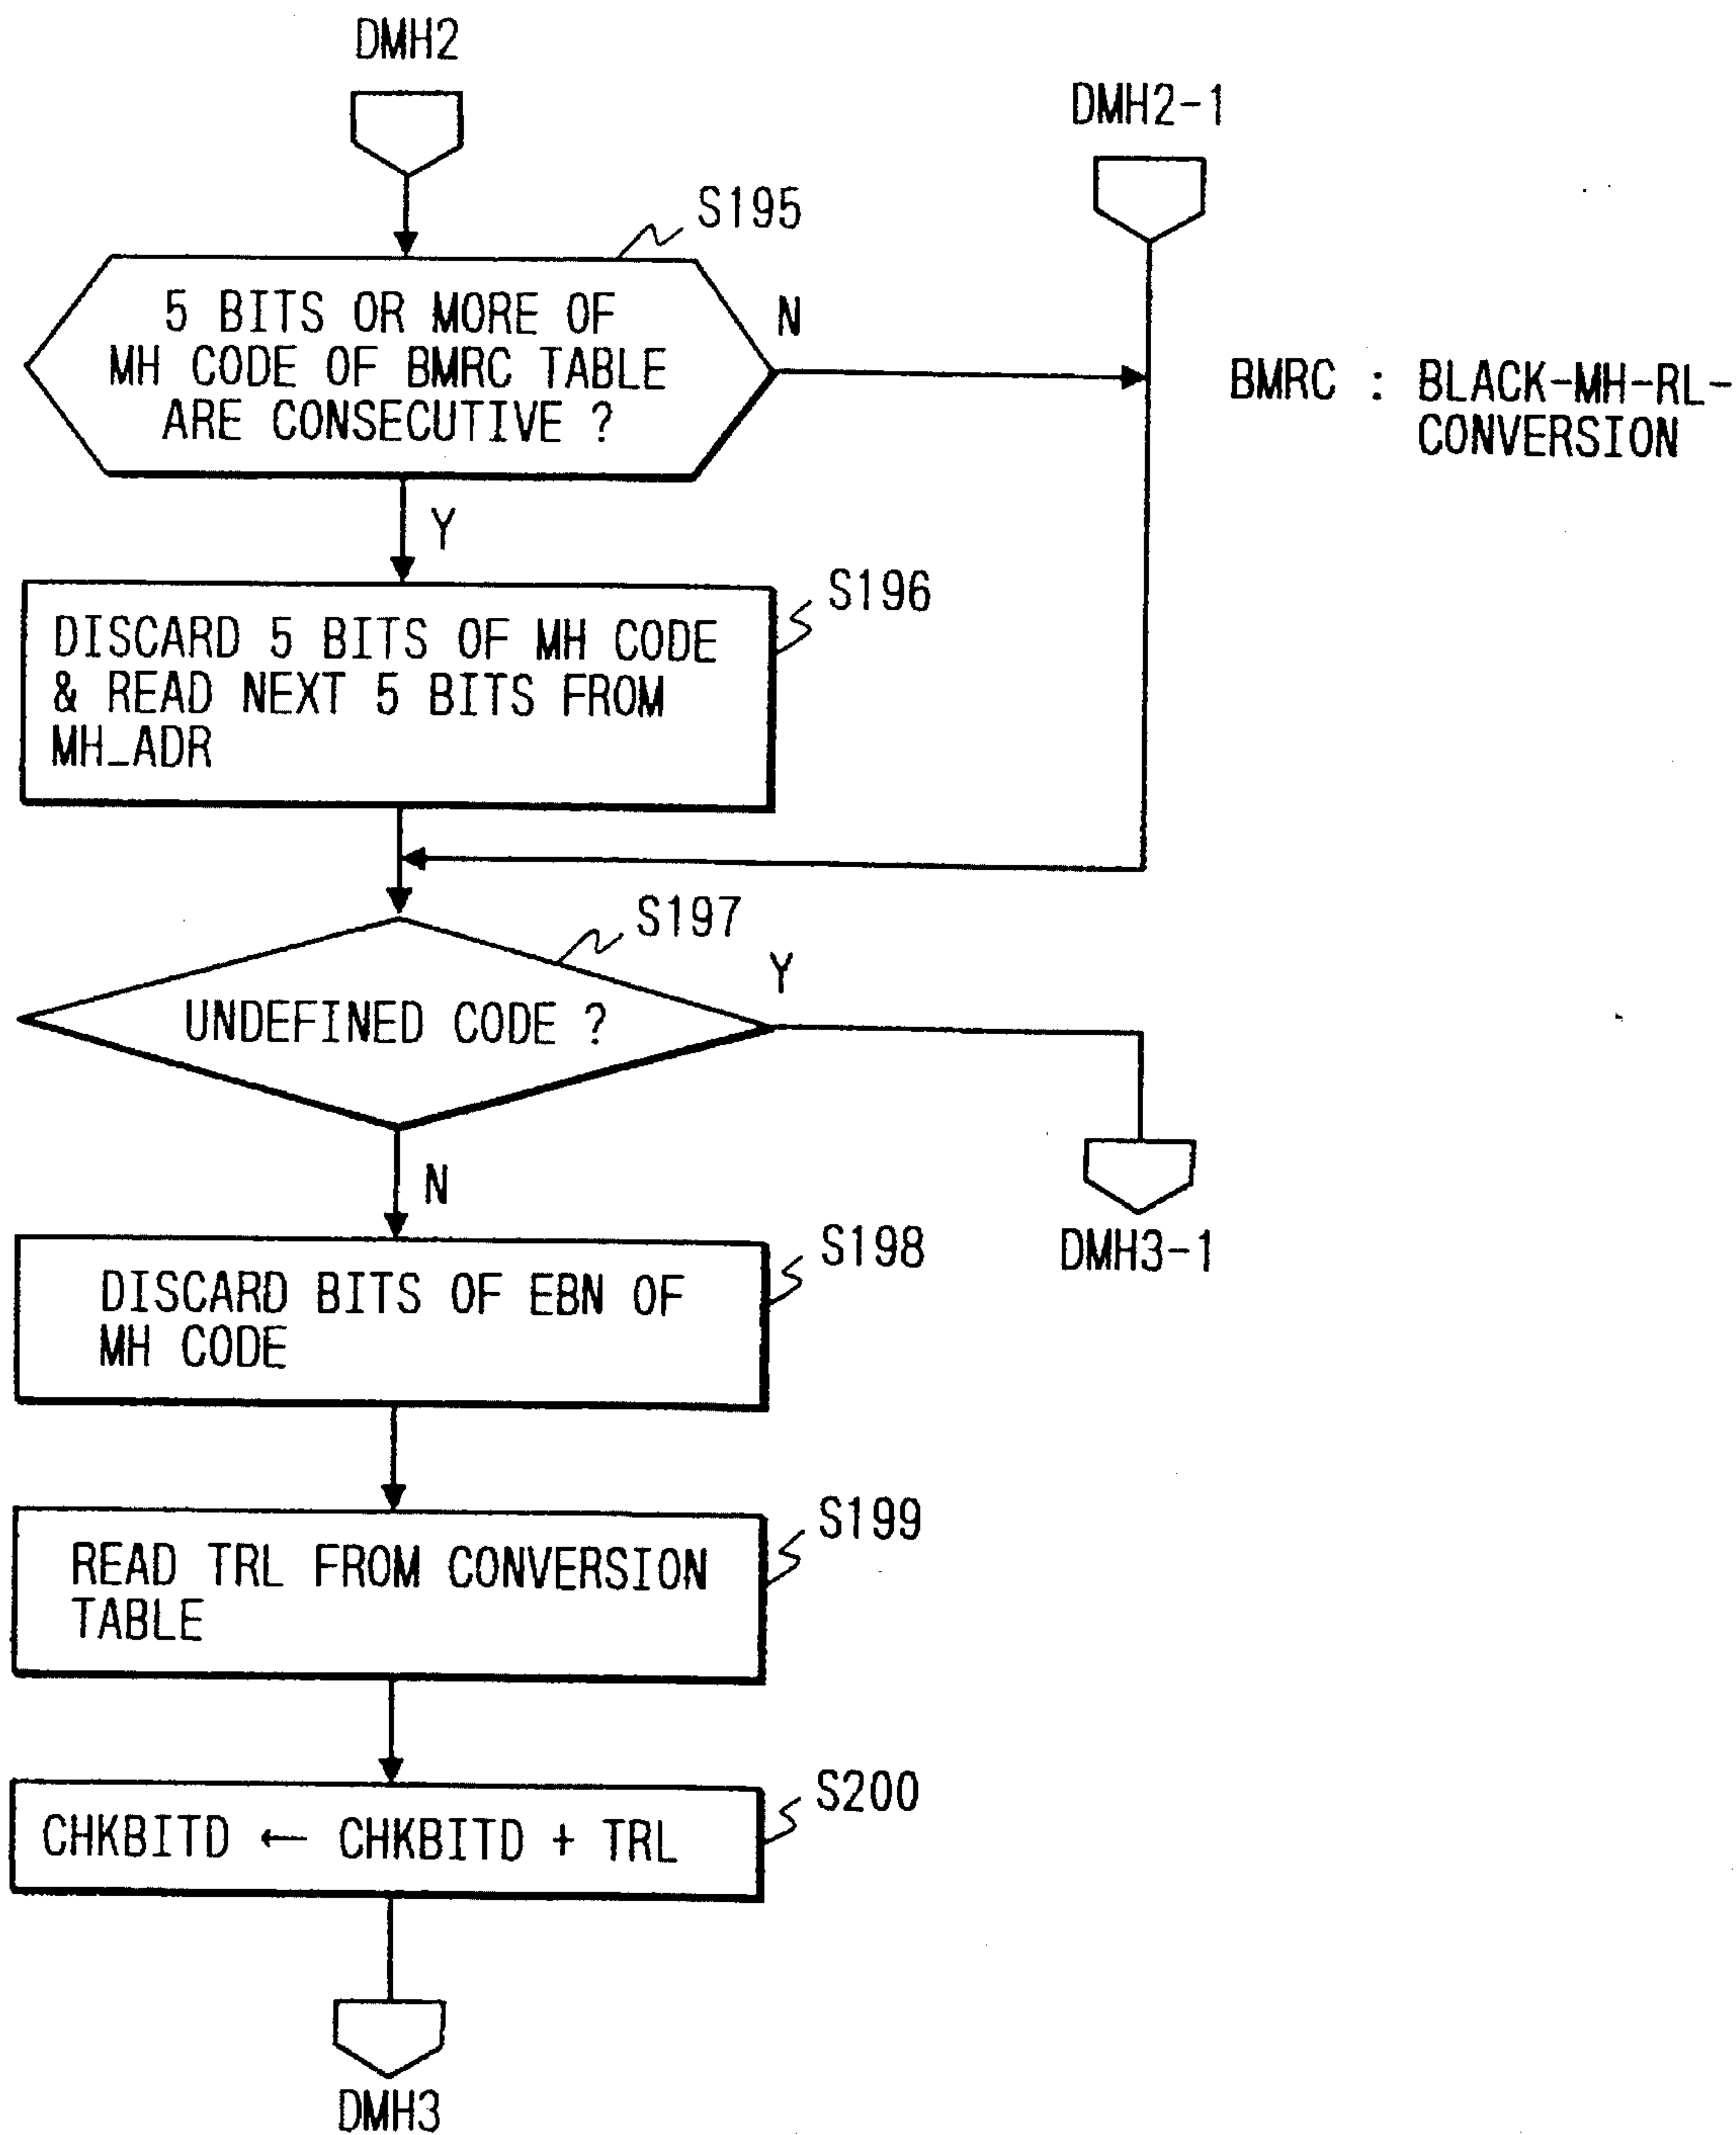 DMH2
DMH2-1
S195
5 BITS OR MORE OF
MH CODE OF BMRC TABLE
ARE CONSECUTIVE ?
N
BMRC : BLACK-MH-RL-
CONVERSION
Y
S196
DISCARD 5 BITS OF MH CODE
& READ NEXT 5 BITS FROM
MH_ADR
S197
UNDEFINED CODE ?
Y
N
DMH3-1
S198
DISCARD BITS OF EBN OF
MH CODE
S199
READ TRL FROM CONVERSION
TABLE
S200
CHKBITD ← CHKBITD + TRL
DMH3